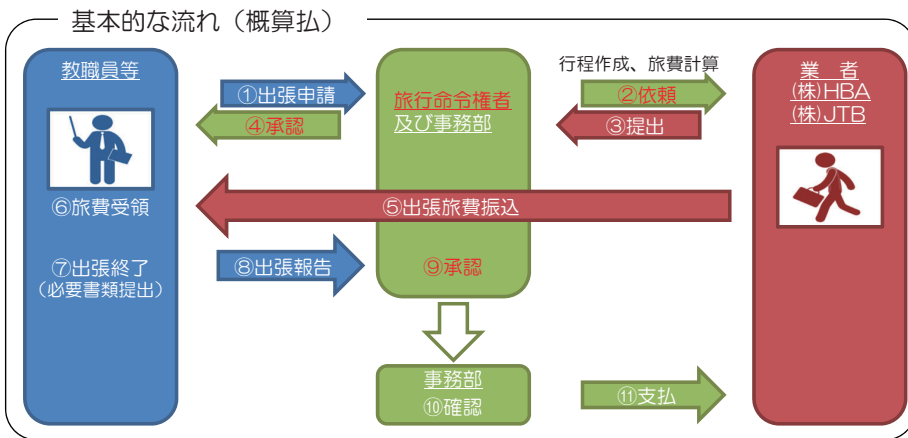 基本的な流れ（概算払）
教職員等
①出張申請
④承認
旅行命令権者
及び事務部
行程作成、旅費計算
②依頼
③提出
業 者
(株)HBA
(株)JTB
⑥旅費受領
⑤出張旅費振込
⑦出張終了
（必要書類提出）
⑧出張報告
⑨承認
事務部
⑩確認
⑪支払